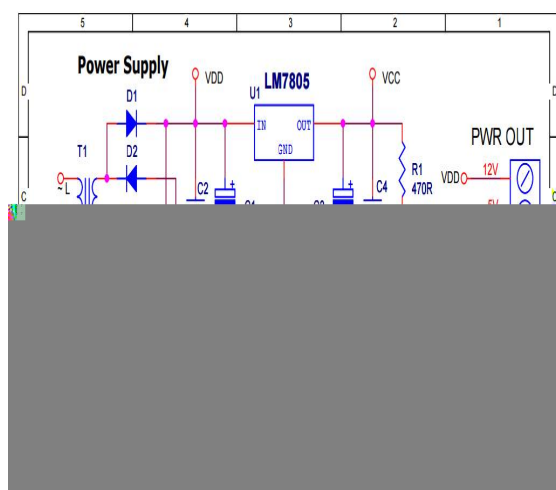 5 4 3 2 1
Power Supply
VDD
LM7805
VCC
D
D
D1
U1
IN
OUT
GND
PWR OUT
T1
D2
R1
470R
12V
VDD
~L
C
C2
C4
C